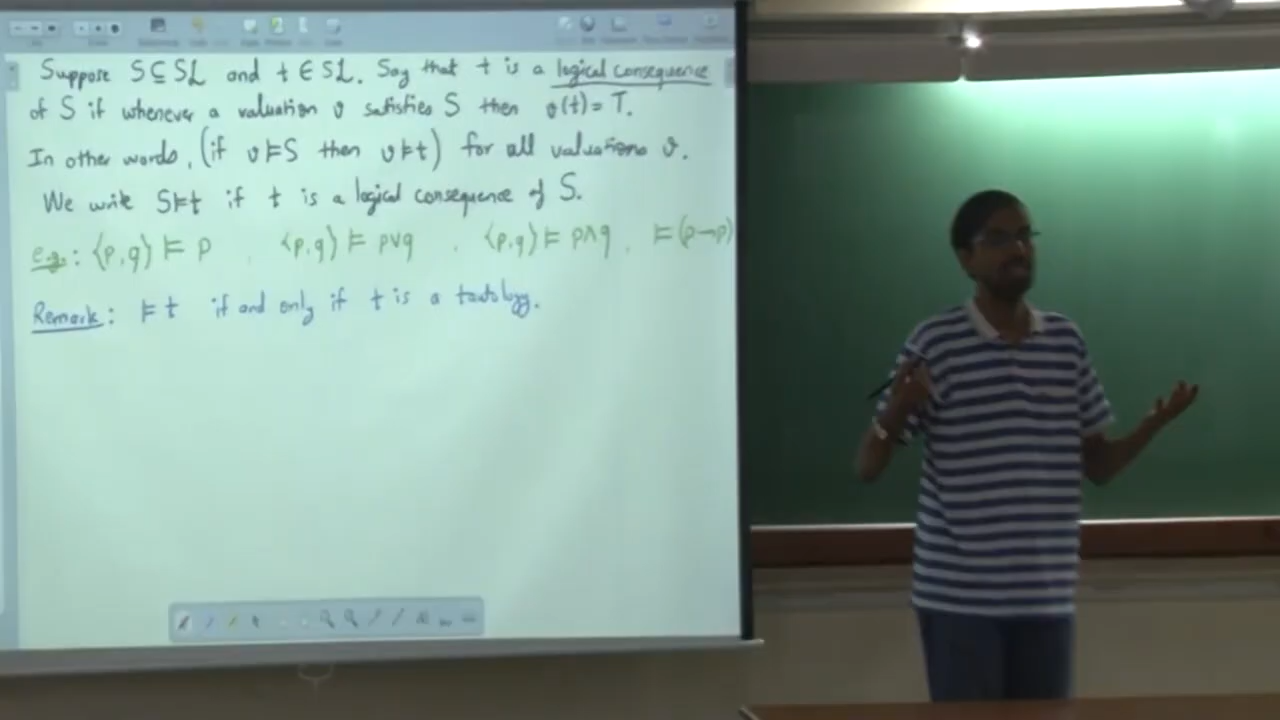 Suppose S ⊆ SL and t ∈ SL. Say that t is a logical consequence
of S if whenever a valuation v satisfies S then v(t) = T.
In other words, (if v ⊨ S then v ⊨ t) for all valuations v.
We write S ⊨ t if t is a logical consequence of S.
e.g.: {p,q} ⊨ p , {p,q} ⊨ p∨q , {p,q} ⊨ p∧q , ⊨ (p→p)
Remark: ⊨ t if and only if t is a tautology.